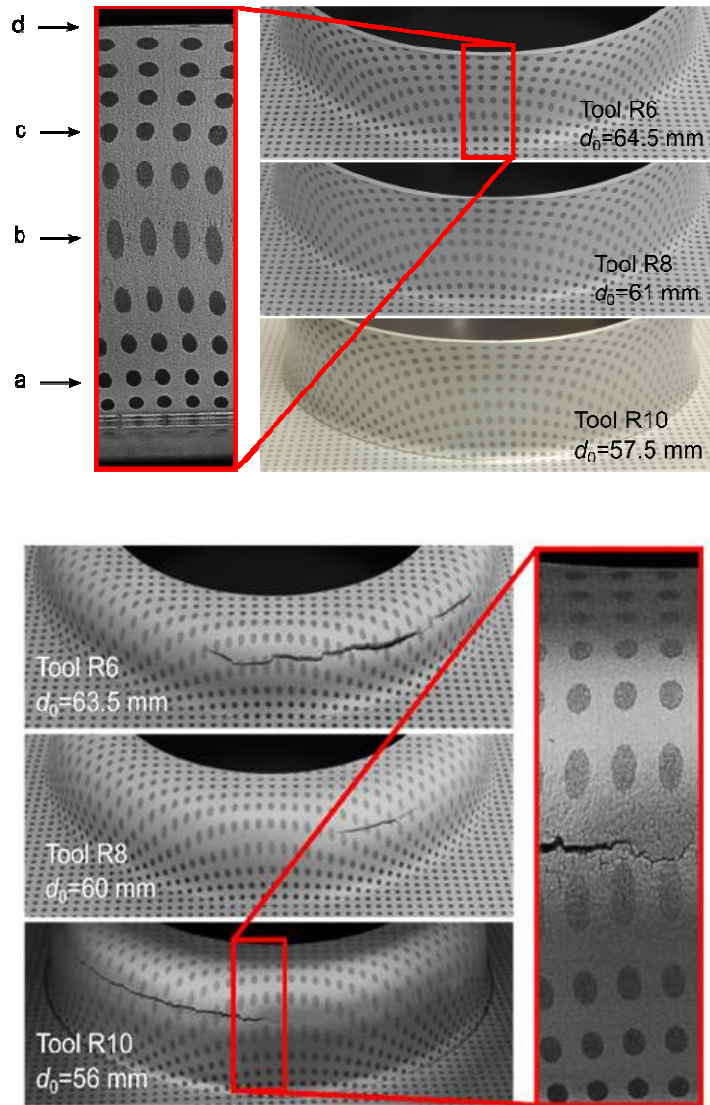 d
c
b
a
Tool R6
d0=64.5 mm
Tool R8
d0=61 mm
Tool R10
d0=57.5 mm
Tool R6
d0=63.5 mm
Tool R8
d0=60 mm
Tool R10
d0=56 mm